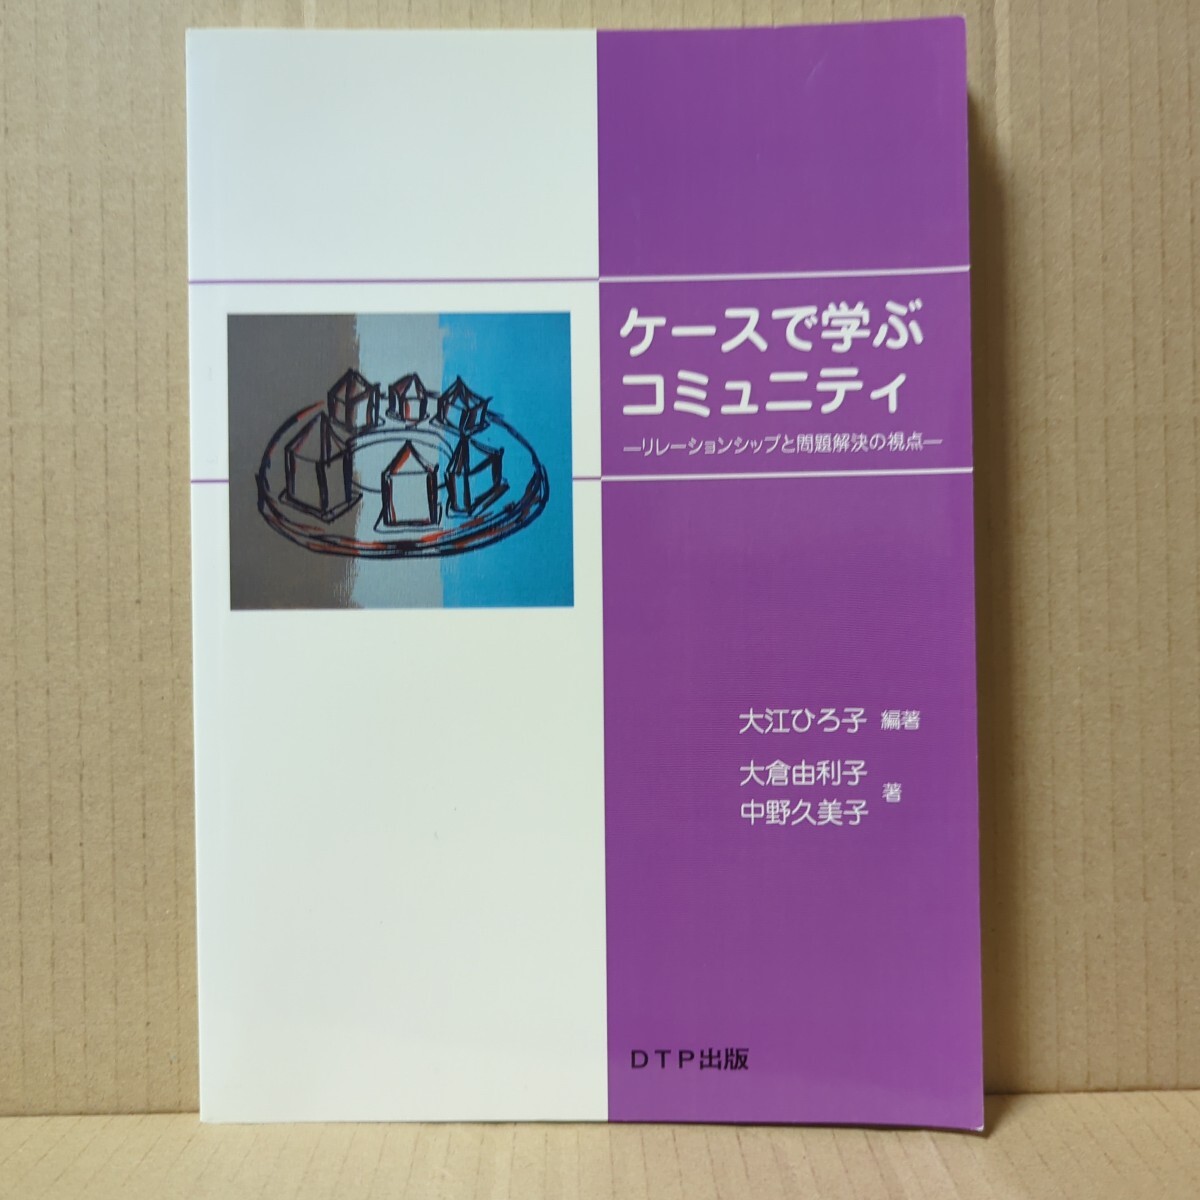 ケースで学ぶ
コミュニティ
―リレーションシップと問題解決の視点―
大江ひろ子 編著
大倉由利子
中野久美子
著
DTP出版